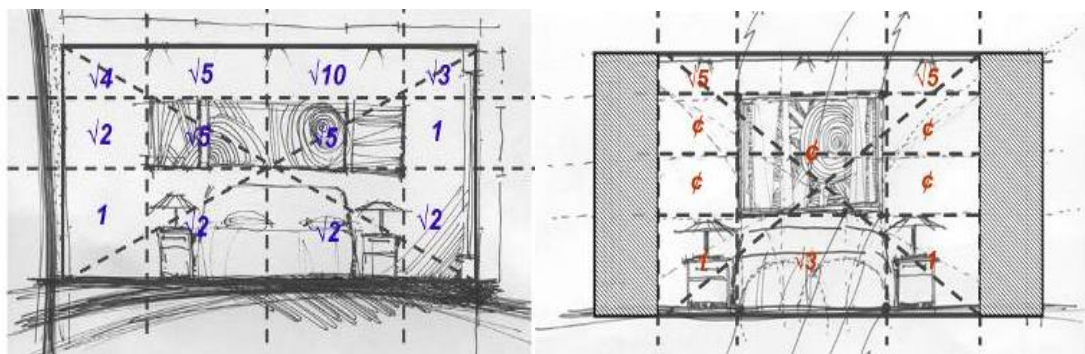 √4 √5 √10 √3
√2 √5 √5 1
1 √2 √2 √2
√5 √5
¢ ¢ ¢
¢ ¢
1 √3 1